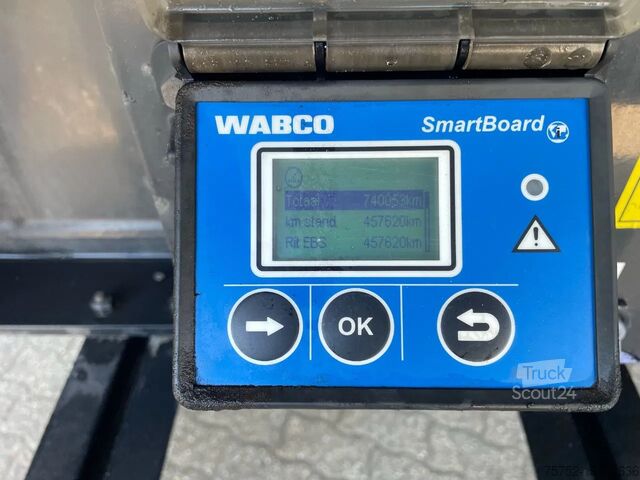 WABCO
SmartBoard
Totaal 740053km
km stand 457620km
Rit EBS 457620km
OK
Truck
Scout24